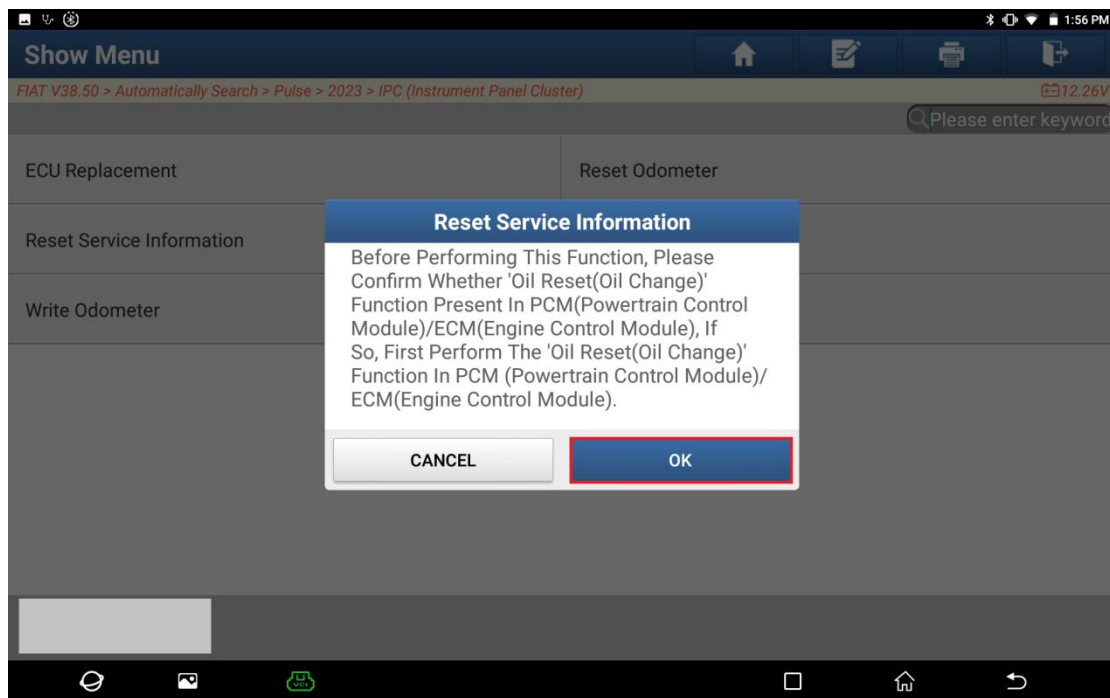 1:56 PM
Show Menu
FIAT V38.50 > Automatically Search > Pulse > 2023 > IPC (Instrument Panel Cluster)
12.26V
Please enter keyword
ECU Replacement
Reset Odometer
Reset Service Information
Write Odometer
Reset Service Information
Before Performing This Function, Please
Confirm Whether 'Oil Reset(Oil Change)'
Function Present In PCM(Powertrain Control
Module)/ECM(Engine Control Module), If
So, First Perform The 'Oil Reset(Oil Change)'
Function In PCM (Powertrain Control Module)/
ECM(Engine Control Module).
CANCEL
OK
VCI